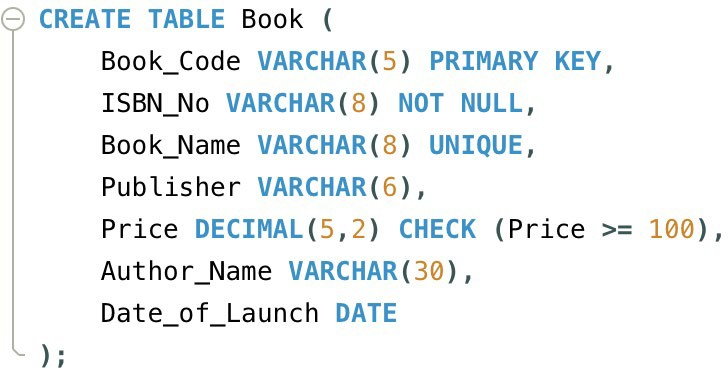 CREATE TABLE Book (
    Book_Code VARCHAR(5) PRIMARY KEY,
    ISBN_No VARCHAR(8) NOT NULL,
    Book_Name VARCHAR(8) UNIQUE,
    Publisher VARCHAR(6),
    Price DECIMAL(5,2) CHECK (Price >= 100),
    Author_Name VARCHAR(30),
    Date_of_Launch DATE
);